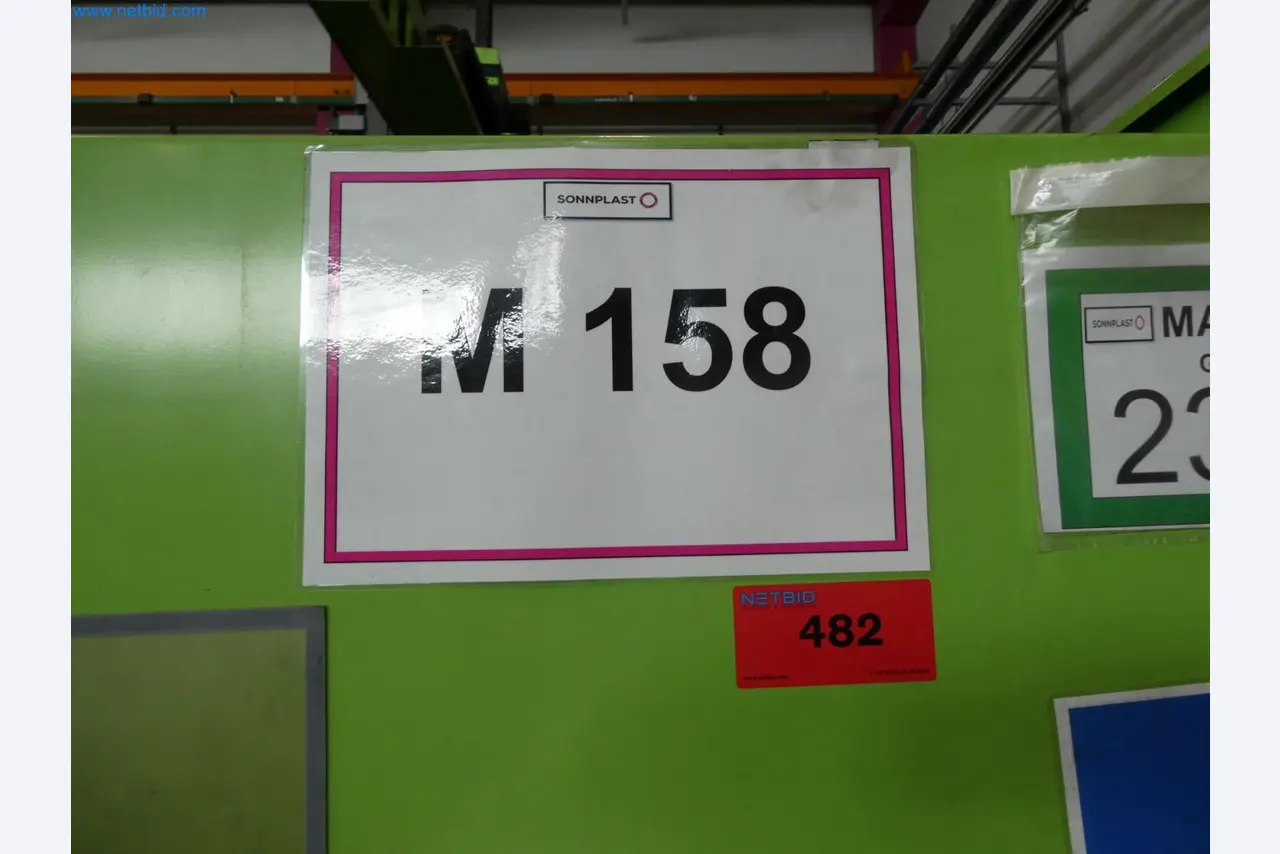 www.netbid.com
SONNPLAST
M 158
SONNPLAST
MA
23
NETBID
482